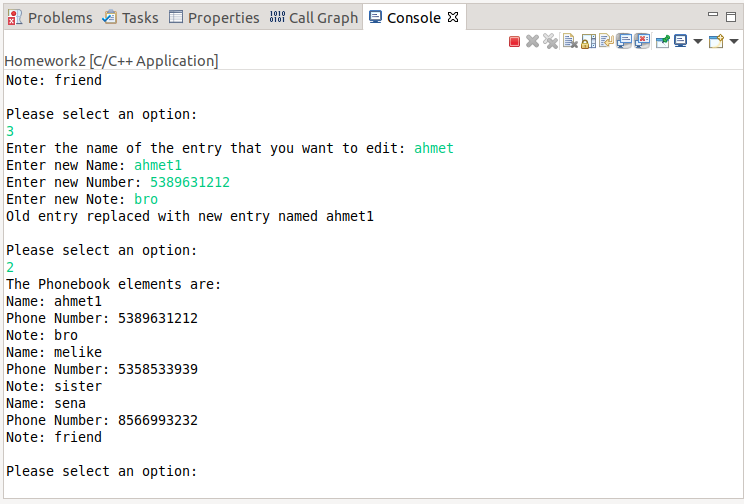 Problems Tasks Properties Call Graph Console
Homework2 [C/C++ Application]
Note: friend
Please select an option:
3
Enter the name of the entry that you want to edit: ahmet
Enter new Name: ahmet1
Enter new Number: 5389631212
Enter new Note: bro
Old entry replaced with new entry named ahmet1
Please select an option:
2
The Phonebook elements are:
Name: ahmet1
Phone Number: 5389631212
Note: bro
Name: melike
Phone Number: 5358533939
Note: sister
Name: sena
Phone Number: 8566993232
Note: friend
Please select an option: